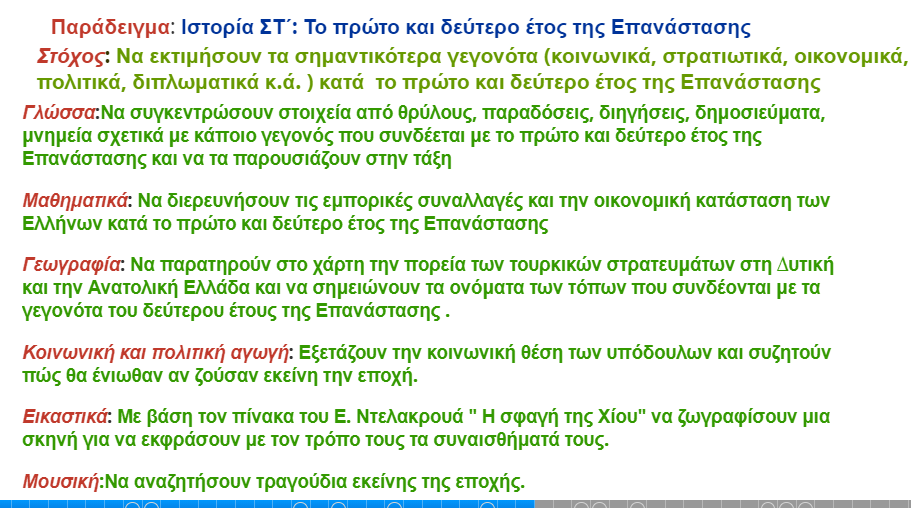 Παράδειγμα: Ιστορία ΣΤ΄: Το πρώτο και δεύτερο έτος της Επανάστασης
Στόχος: Να εκτιμήσουν τα σημαντικότερα γεγονότα (κοινωνικά, στρατιωτικά, οικονομικά,
πολιτικά, διπλωματικά κ.ά. ) κατά το πρώτο και δεύτερο έτος της Επανάστασης
Γλώσσα:Να συγκεντρώσουν στοιχεία από θρύλους, παραδόσεις, διηγήσεις, δημοσιεύματα,
μνημεία σχετικά με κάποιο γεγονός που συνδέεται με το πρώτο και δεύτερο έτος της
Επανάστασης και να τα παρουσιάζουν στην τάξη
Μαθηματικά: Να διερευνήσουν τις εμπορικές συναλλαγές και την οικονομική κατάσταση των
Ελλήνων κατά το πρώτο και δεύτερο έτος της Επανάστασης
Γεωγραφία: Να παρατηρούν στο χάρτη την πορεία των τουρκικών στρατευμάτων στη ∆υτική
και την Ανατολική Ελλάδα και να σημειώνουν τα ονόματα των τόπων που συνδέονται με τα
γεγονότα του δεύτερου έτους της Επανάστασης .
Κοινωνική και πολιτική αγωγή: Εξετάζουν την κοινωνική θέση των υπόδουλων και συζητούν
πώς θα ένιωθαν αν ζούσαν εκείνη την εποχή.
Εικαστικά: Με βάση τον πίνακα του Ε. Ντελακρουά " Η σφαγή της Χίου" να ζωγραφίσουν μια
σκηνή για να εκφράσουν με τον τρόπο τους τα συναισθήματά τους.
Μουσική:Να αναζητήσουν τραγούδια εκείνης της εποχής.